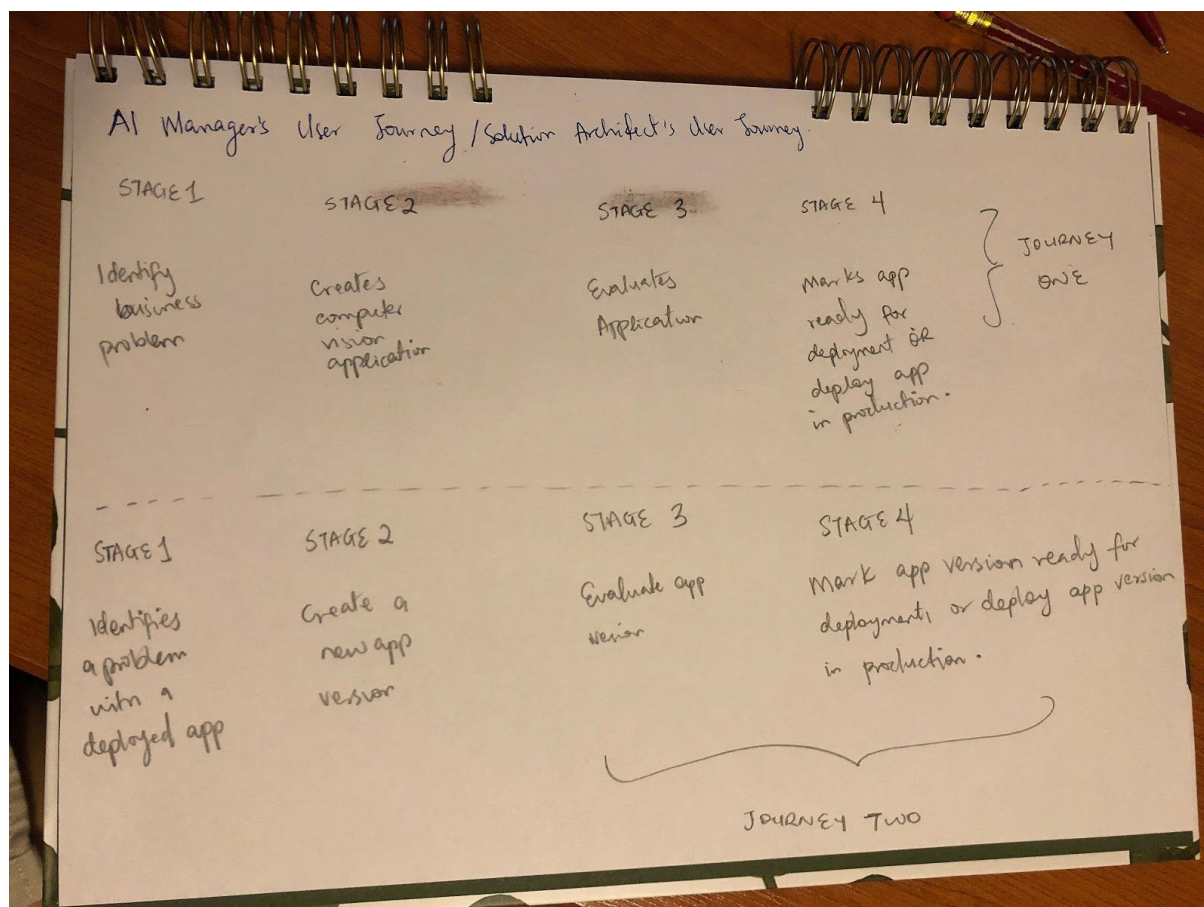 AI Manager's User Journey / Solution Architect's User Journey.
STAGE 1
Identify
business
problem
STAGE 2
Creates
computer
vision
application
STAGE 3
Evaluates
Application
STAGE 4
Marks app
ready for
deployment OR
deploy app
in production.
JOURNEY
ONE
STAGE 1
Identifies
a problem
with a
deployed app
STAGE 2
Create a
new app
version
STAGE 3
Evaluate app
version
STAGE 4
Mark app version ready for
deployment, or deploy app version
in production.
JOURNEY TWO